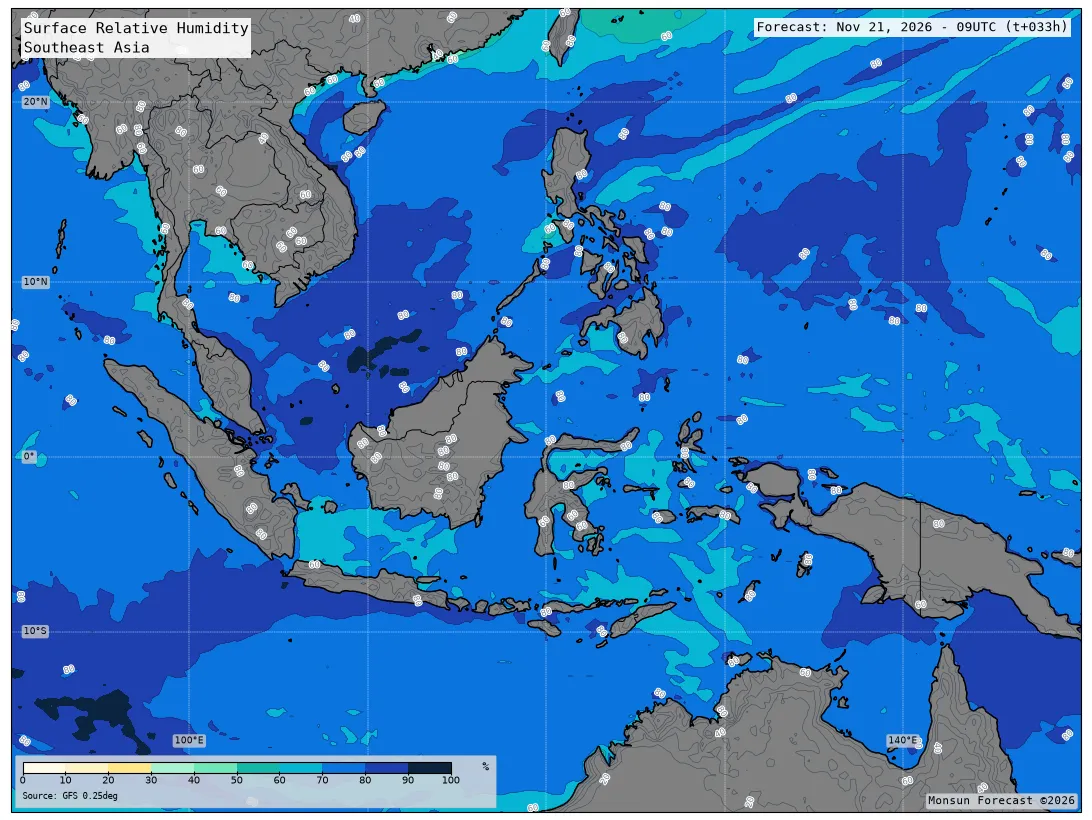 Surface Relative Humidity
Southeast Asia
Forecast: Nov 21, 2026 - 09UTC (t+033h)
20°N
10°N
0°
10°S
100°E
140°E
0 10 20 30 40 50 60 70 80 90 100
%
Source: GFS 0.25deg
Monsun Forecast ©2026